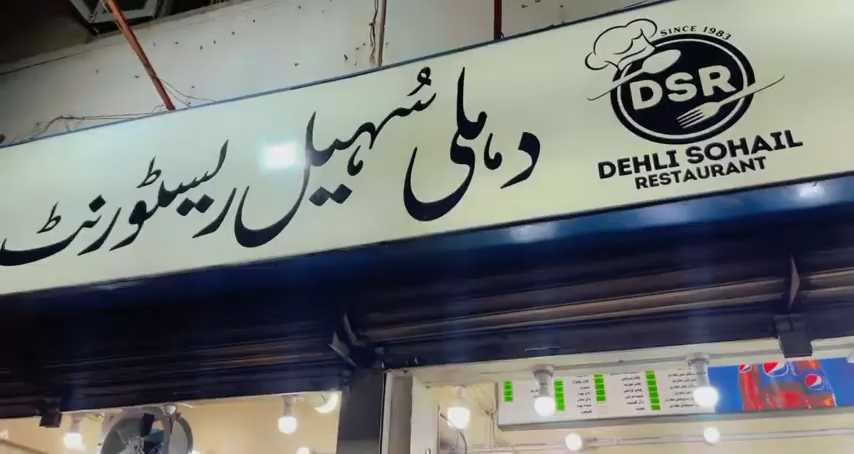 دہلی سُہیل ریسٹورنٹ
SINCE 1983
DSR
DEHLI SOHAIL
RESTAURANT